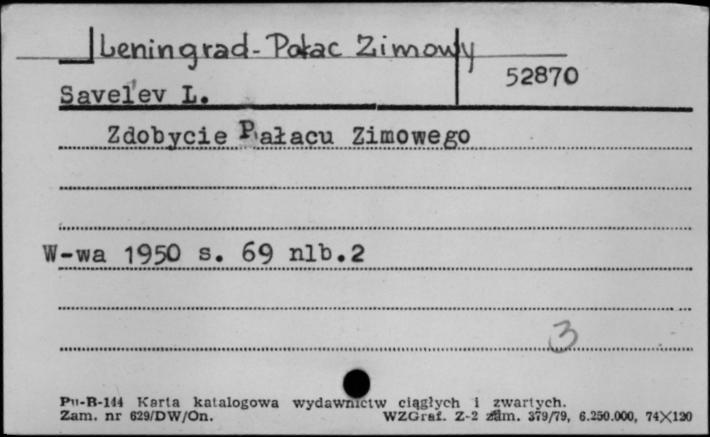 Leningrad-Pałac Zimowy
52870
Savel'ev L.
Zdobycie Pałacu Zimowego
W-wa 1950 s. 69 nlb.2
3
Pu-B-144 Karta katalogowa wydawnictw ciągłych i zwartych.
Zam. nr 629/DW/On. WZGraf. Z-2 zam. 379/79, 6.250.000, 74X120